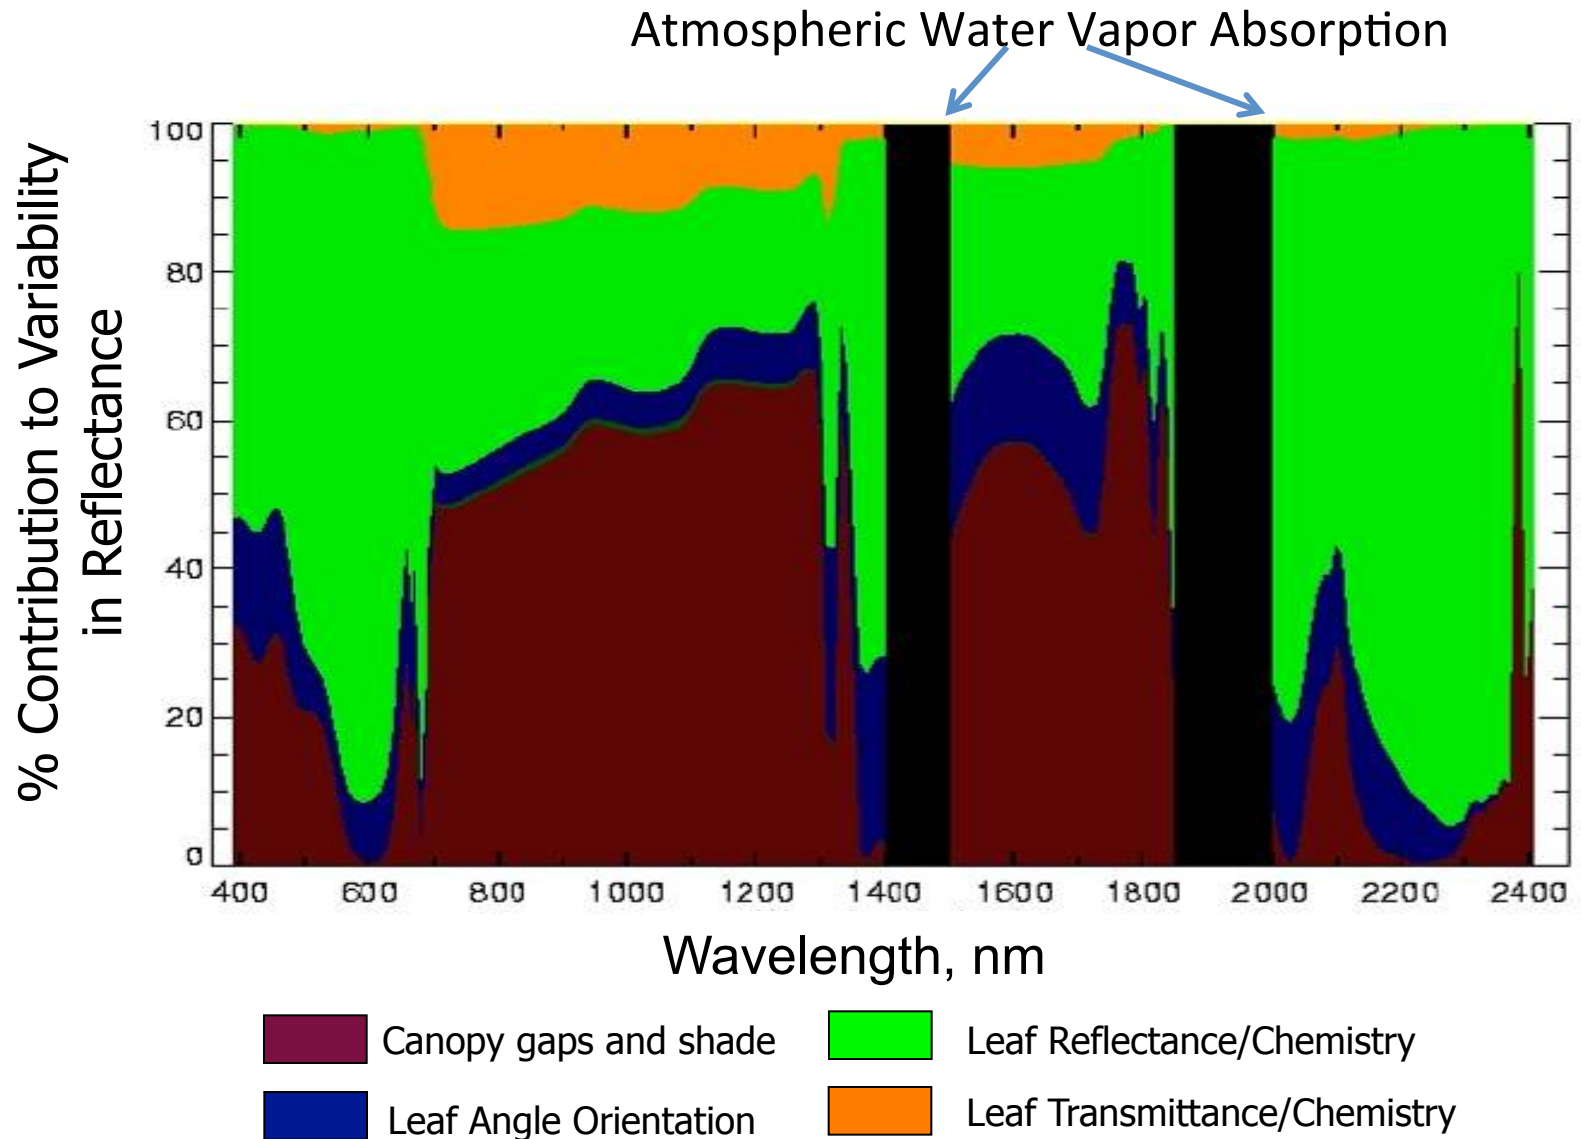 Atmospheric Water Vapor Absorption
% Contribution to Variability
in Reflectance
100
80
60
40
20
0
400 600 800 1000 1200 1400 1600 1800 2000 2200 2400
Wavelength, nm
Canopy gaps and shade
Leaf Reflectance/Chemistry
Leaf Angle Orientation
Leaf Transmittance/Chemistry